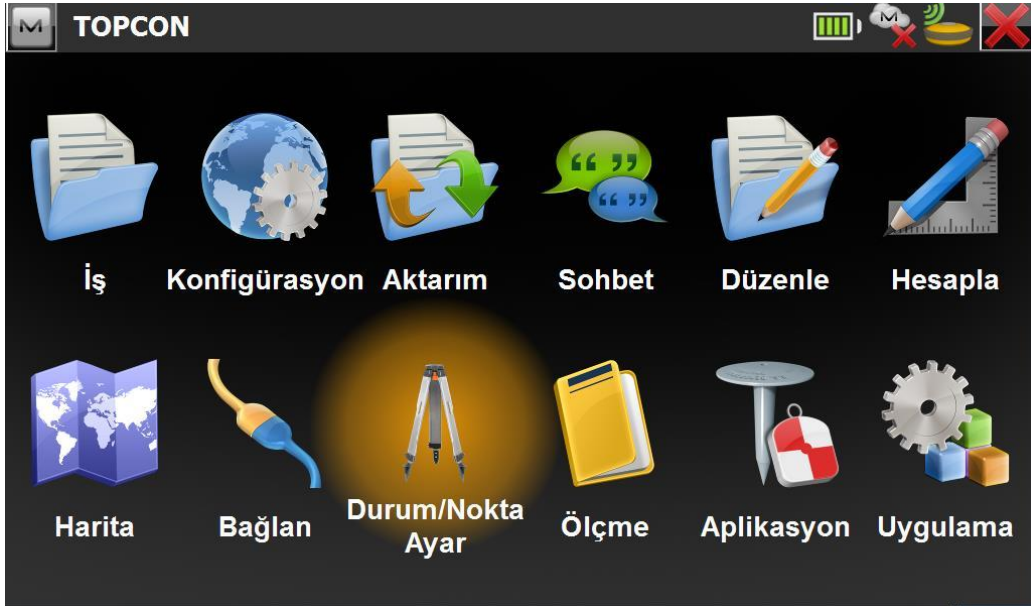 TOPCON
İş
Konfigürasyon
Aktarım
Sohbet
Düzenle
Hesapla
Harita
Bağlan
Durum/Nokta
Ayar
Ölçme
Aplikasyon
Uygulama